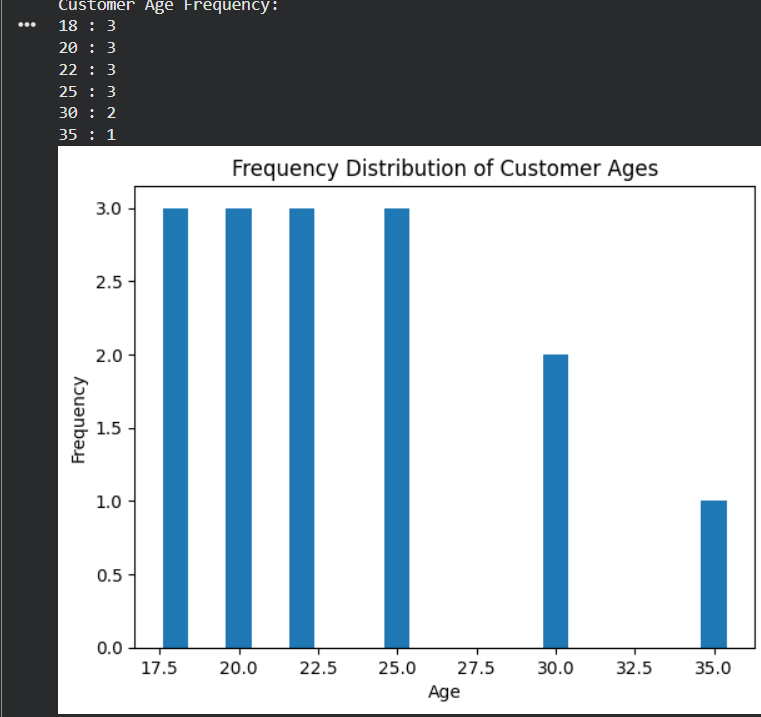 Customer Age Frequency:
18 : 3
20 : 3
22 : 3
25 : 3
30 : 2
35 : 1
Frequency Distribution of Customer Ages
3.0
2.5
2.0
1.5
1.0
0.5
0.0
Frequency
17.5 20.0 22.5 25.0 27.5 30.0 32.5 35.0
Age